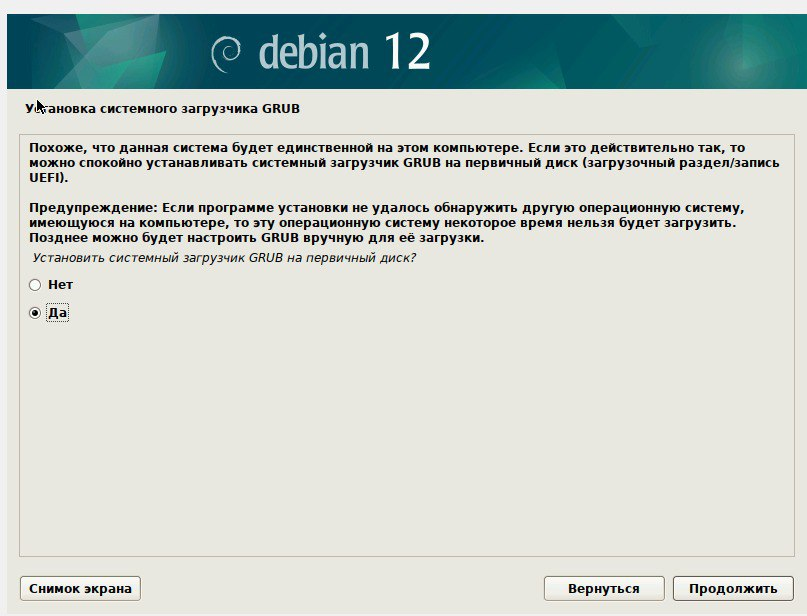 debian 12
Установка системного загрузчика GRUB
Похоже, что данная система будет единственной на этом компьютере. Если это действительно так, то
можно спокойно устанавливать системный загрузчик GRUB на первичный диск (загрузочный раздел/запись
UEFI).
Предупреждение: Если программе установки не удалось обнаружить другую операционную систему,
имеющуюся на компьютере, то эту операционную систему некоторое время нельзя будет загрузить.
Позднее можно будет настроить GRUB вручную для её загрузки.
Установить системный загрузчик GRUB на первичный диск?
Нет
Да
Снимок экрана
Вернуться
Продолжить